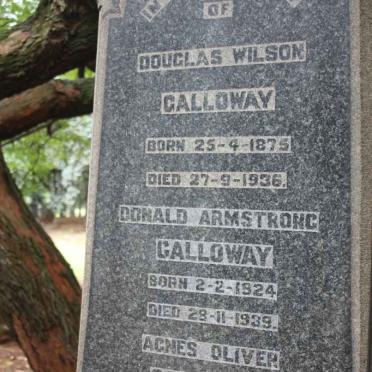 OF
DOUGLAS WILSON
GALLOWAY
BORN 25-4-1875
DIED 27-9-1936.
DONALD ARMSTRONG
GALLOWAY
BORN 2-2-1924
DIED 29-11-1939.
AGNES OLIVER